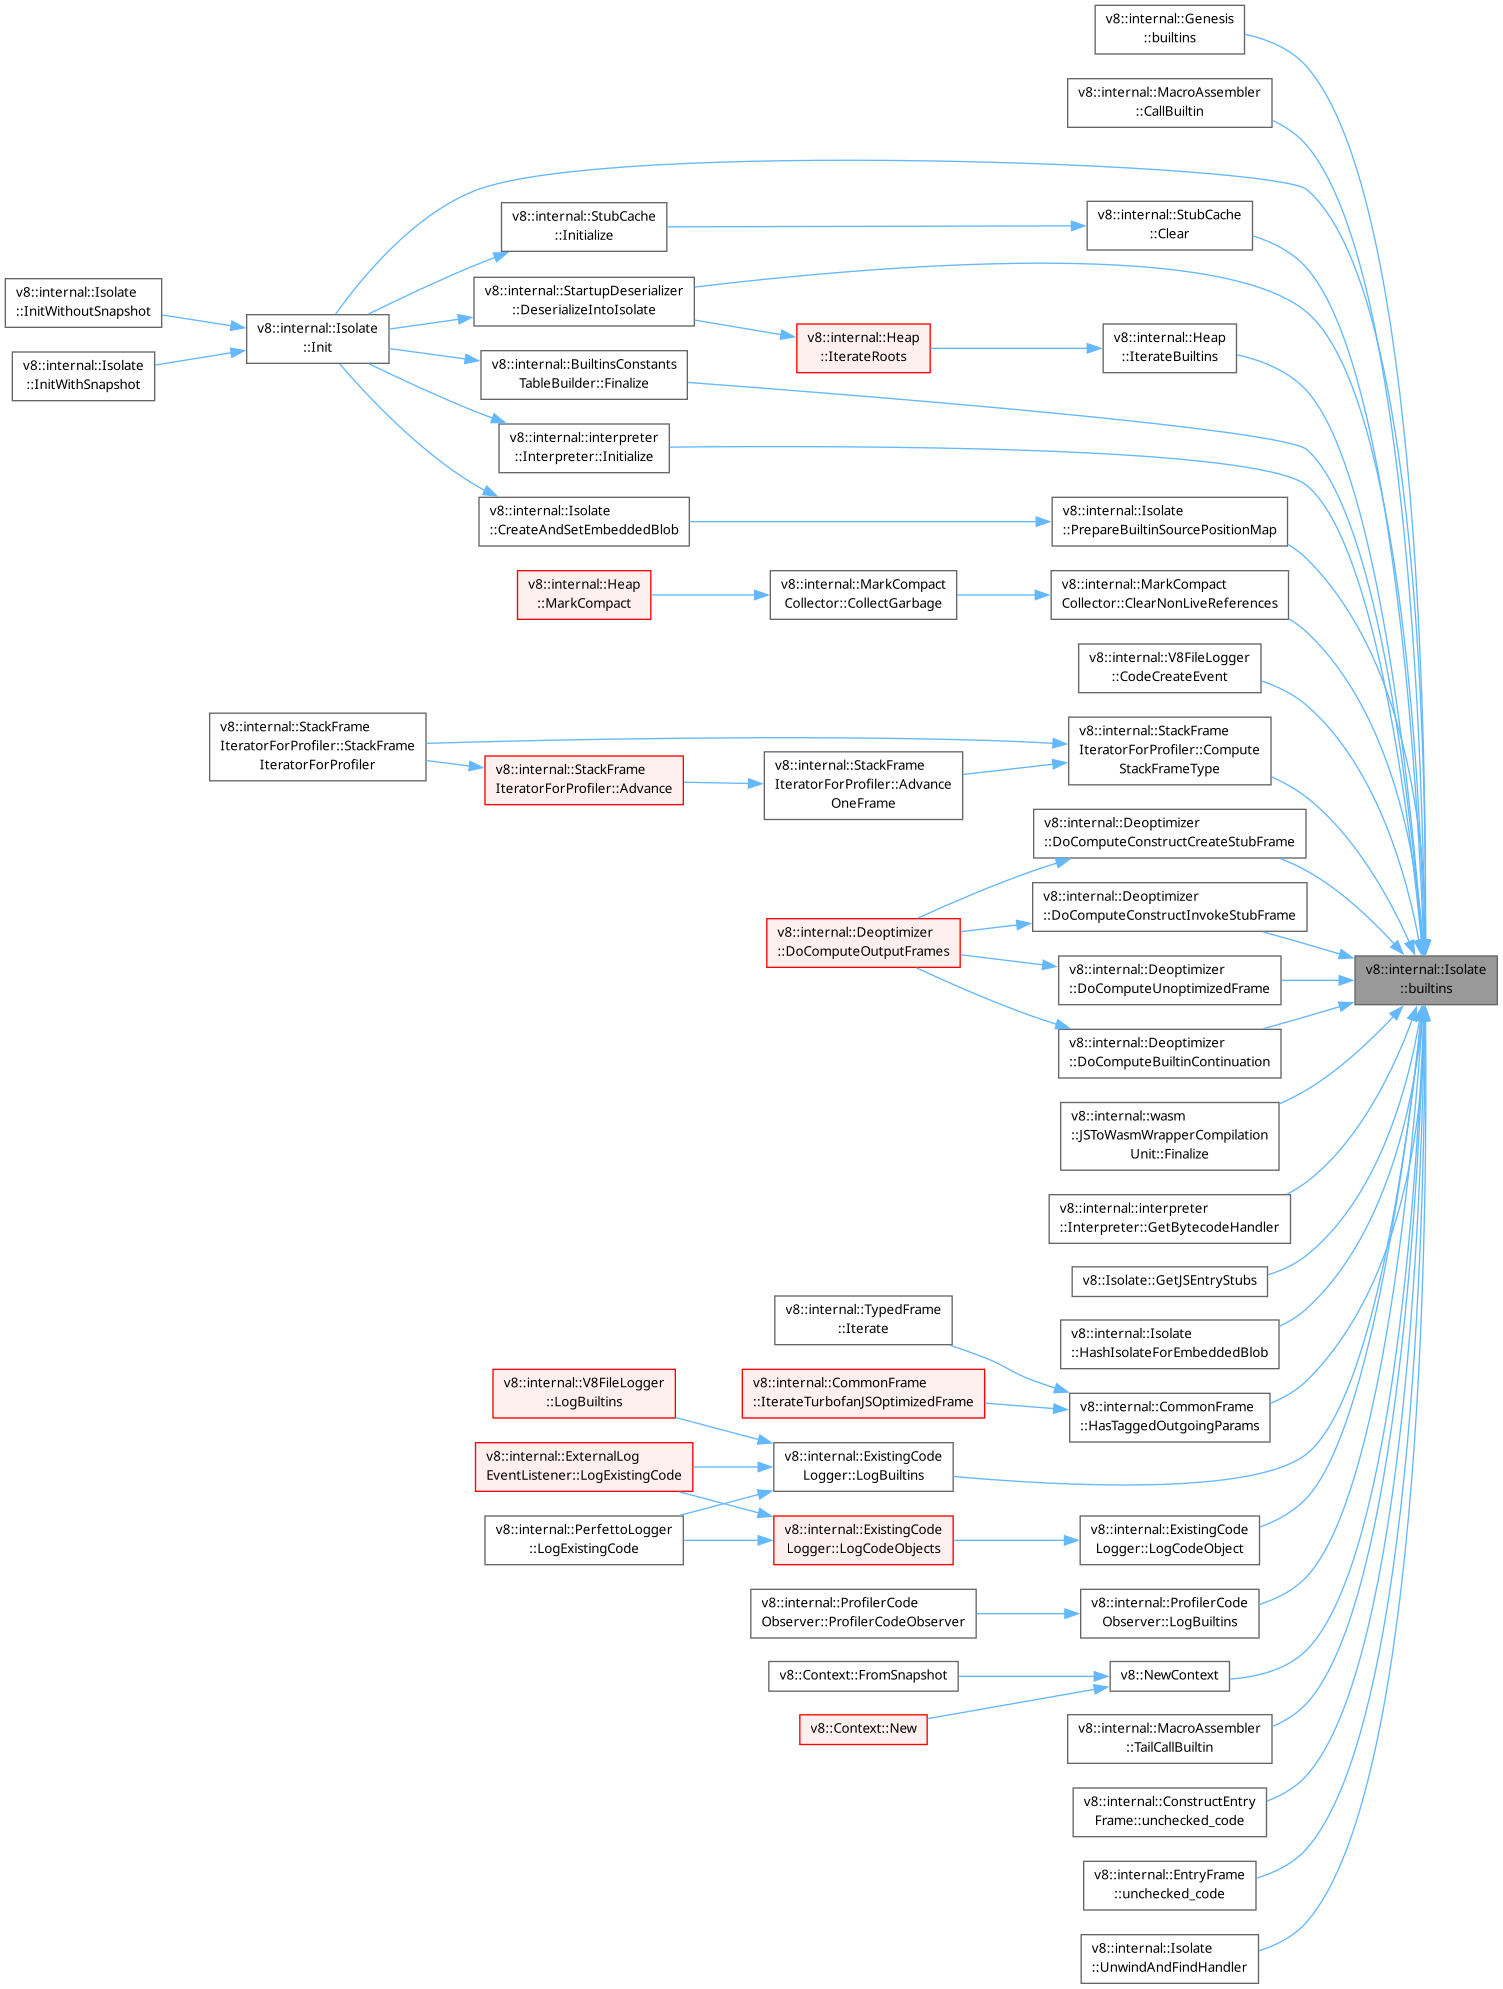 v8::internal::Genesis
::builtins
v8::internal::MacroAssembler
::CallBuiltin
v8::internal::StubCache
::Initialize
v8::internal::StubCache
::Clear
v8::internal::Isolate
::InitWithoutSnapshot
v8::internal::Isolate
::Init
v8::internal::StartupDeserializer
::DeserializeIntoIsolate
v8::internal::Heap
::IterateRoots
v8::internal::Heap
::IterateBuiltins
v8::internal::Isolate
::InitWithSnapshot
v8::internal::BuiltinsConstants
TableBuilder::Finalize
v8::internal::interpreter
::Interpreter::Initialize
v8::internal::Isolate
::CreateAndSetEmbeddedBlob
v8::internal::Isolate
::PrepareBuiltinSourcePositionMap
v8::internal::Heap
::MarkCompact
v8::internal::MarkCompact
Collector::CollectGarbage
v8::internal::MarkCompact
Collector::ClearNonLiveReferences
v8::internal::V8FileLogger
::CodeCreateEvent
v8::internal::StackFrame
IteratorForProfiler::StackFrame
IteratorForProfiler
v8::internal::StackFrame
IteratorForProfiler::Advance
v8::internal::StackFrame
IteratorForProfiler::Advance
OneFrame
v8::internal::StackFrame
IteratorForProfiler::Compute
StackFrameType
v8::internal::Deoptimizer
::DoComputeConstructCreateStubFrame
v8::internal::Deoptimizer
::DoComputeConstructInvokeStubFrame
v8::internal::Deoptimizer
::DoComputeOutputFrames
v8::internal::Deoptimizer
::DoComputeUnoptimizedFrame
v8::internal::Isolate
::builtins
v8::internal::Deoptimizer
::DoComputeBuiltinContinuation
v8::internal::wasm
::JSToWasmWrapperCompilation
Unit::Finalize
v8::internal::interpreter
::Interpreter::GetBytecodeHandler
v8::Isolate::GetJSEntryStubs
v8::internal::TypedFrame
::Iterate
v8::internal::Isolate
::HashIsolateForEmbeddedBlob
v8::internal::V8FileLogger
::LogBuiltins
v8::internal::CommonFrame
::IterateTurbofanJSOptimizedFrame
v8::internal::CommonFrame
::HasTaggedOutgoingParams
v8::internal::ExternalLog
EventListener::LogExistingCode
v8::internal::ExistingCode
Logger::LogBuiltins
v8::internal::PerfettoLogger
::LogExistingCode
v8::internal::ExistingCode
Logger::LogCodeObjects
v8::internal::ExistingCode
Logger::LogCodeObject
v8::internal::ProfilerCode
Observer::ProfilerCodeObserver
v8::internal::ProfilerCode
Observer::LogBuiltins
v8::Context::FromSnapshot
v8::NewContext
v8::Context::New
v8::internal::MacroAssembler
::TailCallBuiltin
v8::internal::ConstructEntry
Frame::unchecked_code
v8::internal::EntryFrame
::unchecked_code
v8::internal::Isolate
::UnwindAndFindHandler